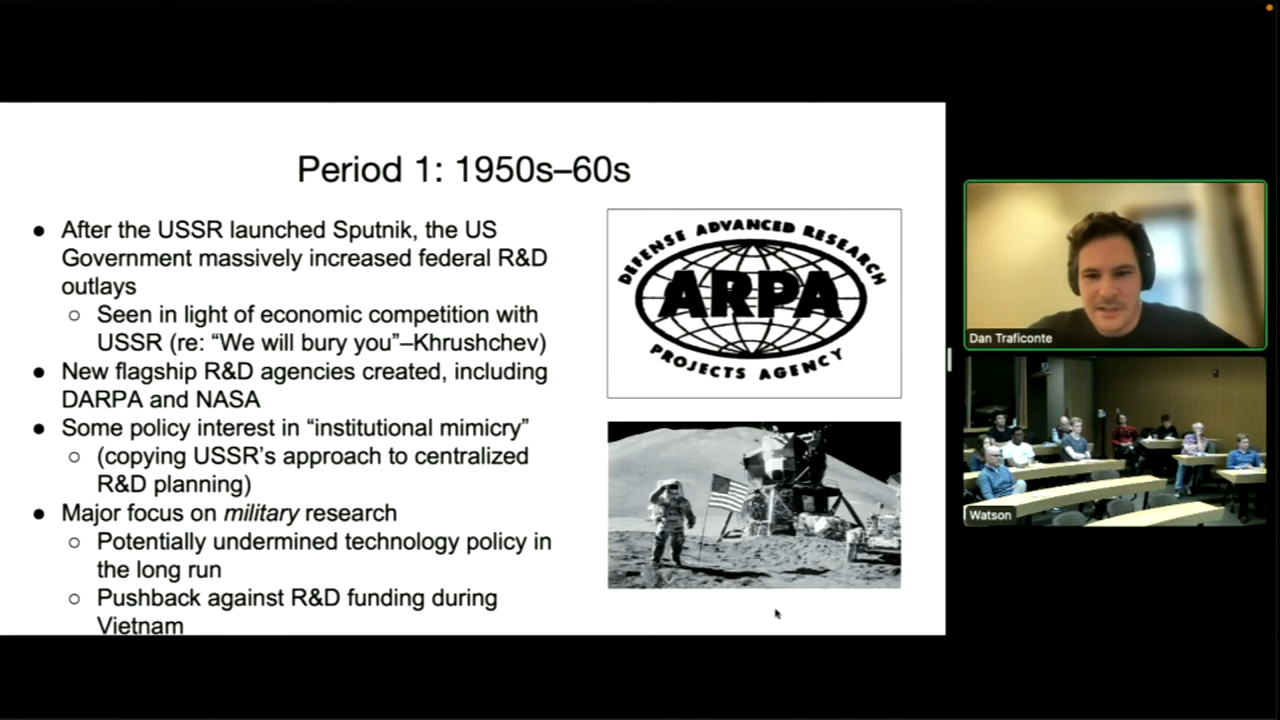 Period 1: 1950s–60s
● After the USSR launched Sputnik, the US
Government massively increased federal R&D
outlays
○ Seen in light of economic competition with
USSR (re: “We will bury you”–Khrushchev)
● New flagship R&D agencies created, including
DARPA and NASA
● Some policy interest in “institutional mimicry”
○ (copying USSR’s approach to centralized
R&D planning)
● Major focus on military research
○ Potentially undermined technology policy in
the long run
○ Pushback against R&D funding during
Vietnam
DEFENSE ADVANCED RESEARCH
ARPA
PROJECTS AGENCY
Dan Traficonte
Watson